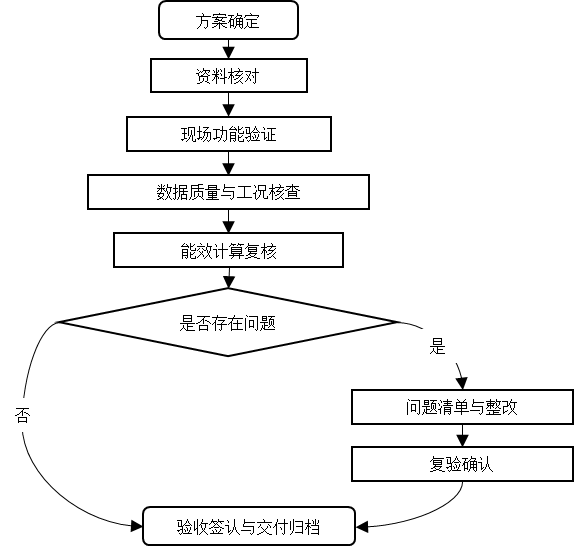 方案确定
资料核对
现场功能验证
数据质量与工况核查
能效计算复核
是否存在问题
是
问题清单与整改
否
复验确认
验收签认与交付归档